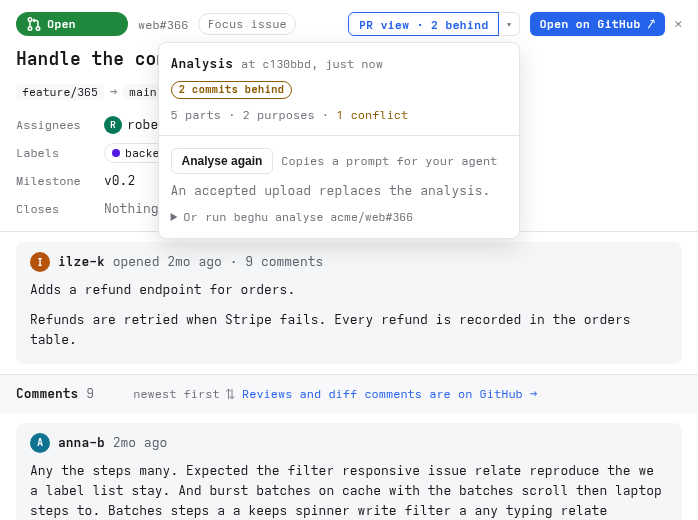 Open web#366 Focus issue PR view · 2 behind ▾ Open on GitHub ↗ ×
Handle the co
feature/365 → main
Analysis at c130bbd, just now
2 commits behind
5 parts · 2 purposes · 1 conflict
Analyse again Copies a prompt for your agent
An accepted upload replaces the analysis.
▶ Or run beghu analyse acme/web#366
Assignees R robe
Labels backe
Milestone v0.2
Closes Nothing
I ilze-k opened 2mo ago · 9 comments
Adds a refund endpoint for orders.
Refunds are retried when Stripe fails. Every refund is recorded in the orders
table.
Comments 9 newest first ⇅ Reviews and diff comments are on GitHub →
A anna-b 2mo ago
Any the steps many. Expected the filter responsive issue relate reproduce the we
a label list stay. And burst batches on cache with the batches scroll then laptop
steps to. Batches steps a a keeps spinner write filter a any typing relate